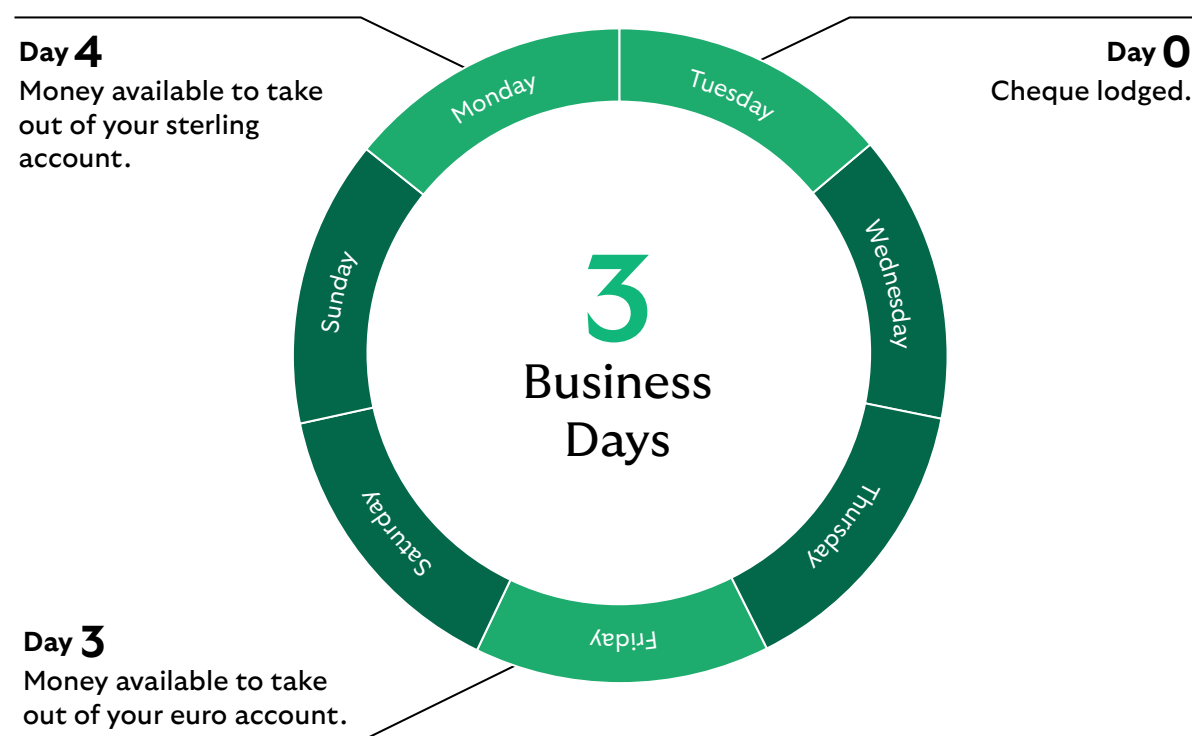 Day 4
Money available to take
out of your sterling
account.
Day 0
Cheque lodged.
Monday
Tuesday
Wednesday
Thursday
Friday
Saturday
Sunday
3
Business
Days
Day 3
Money available to take
out of your euro account.